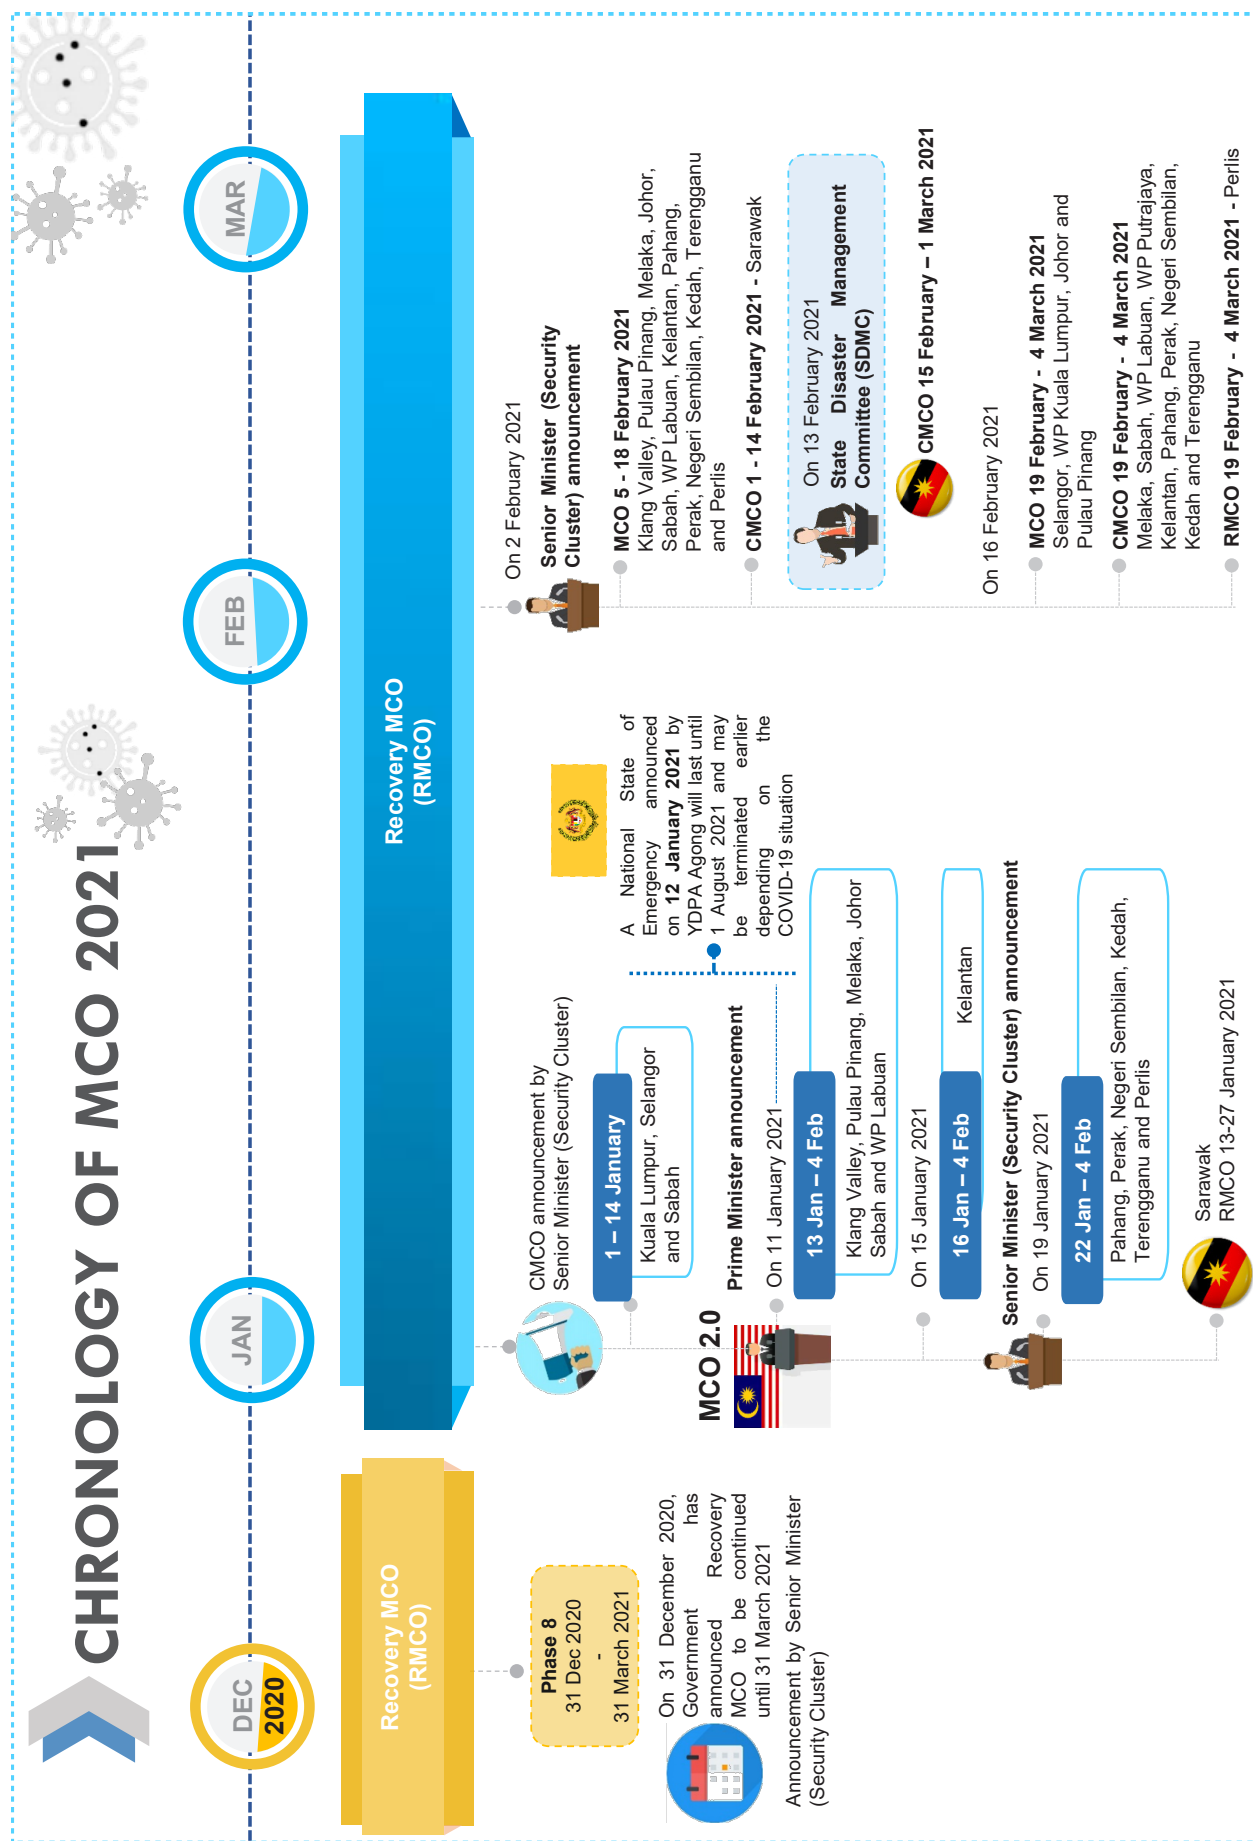 CHRONOLOGY OF MCO 2021
DEC
2020
JAN
FEB
MAR
Recovery MCO
(RMCO)
Recovery MCO
(RMCO)
Phase 8
31 Dec 2020
-
31 March 2021
On 31 December 2020,
Government has
announced Recovery
MCO to be continued
until 31 March 2021
Announcement by Senior Minister
(Security Cluster)
CMCO announcement by
Senior Minister (Security Cluster)
1 – 14 January
Kuala Lumpur, Selangor
and Sabah
MCO 2.0
Prime Minister announcement
On 11 January 2021
13 Jan – 4 Feb
Klang Valley, Pulau Pinang, Melaka, Johor
Sabah and WP Labuan
On 15 January 2021
16 Jan – 4 Feb
Kelantan
Senior Minister (Security Cluster) announcement
On 19 January 2021
22 Jan – 4 Feb
Pahang, Perak, Negeri Sembilan, Kedah,
Terengganu and Perlis
Sarawak
RMCO 13-27 January 2021
A National State of
Emergency announced
on 12 January 2021 by
YDPA Agong will last until
1 August 2021 and may
be terminated earlier
depending on the
COVID-19 situation
On 2 February 2021
Senior Minister (Security
Cluster) announcement
MCO 5 - 18 February 2021
Klang Valley, Pulau Pinang, Melaka, Johor,
Sabah, WP Labuan, Kelantan, Pahang,
Perak, Negeri Sembilan, Kedah, Terengganu
and Perlis
CMCO 1 - 14 February 2021 - Sarawak
On 13 February 2021
State Disaster Management
Committee (SDMC)
CMCO 15 February – 1 March 2021
On 16 February 2021
MCO 19 February - 4 March 2021
Selangor, WP Kuala Lumpur, Johor and
Pulau Pinang
CMCO 19 February - 4 March 2021
Melaka, Sabah, WP Labuan, WP Putrajaya,
Kelantan, Pahang, Perak, Negeri Sembilan,
Kedah and Terengganu
RMCO 19 February - 4 March 2021 - Perlis